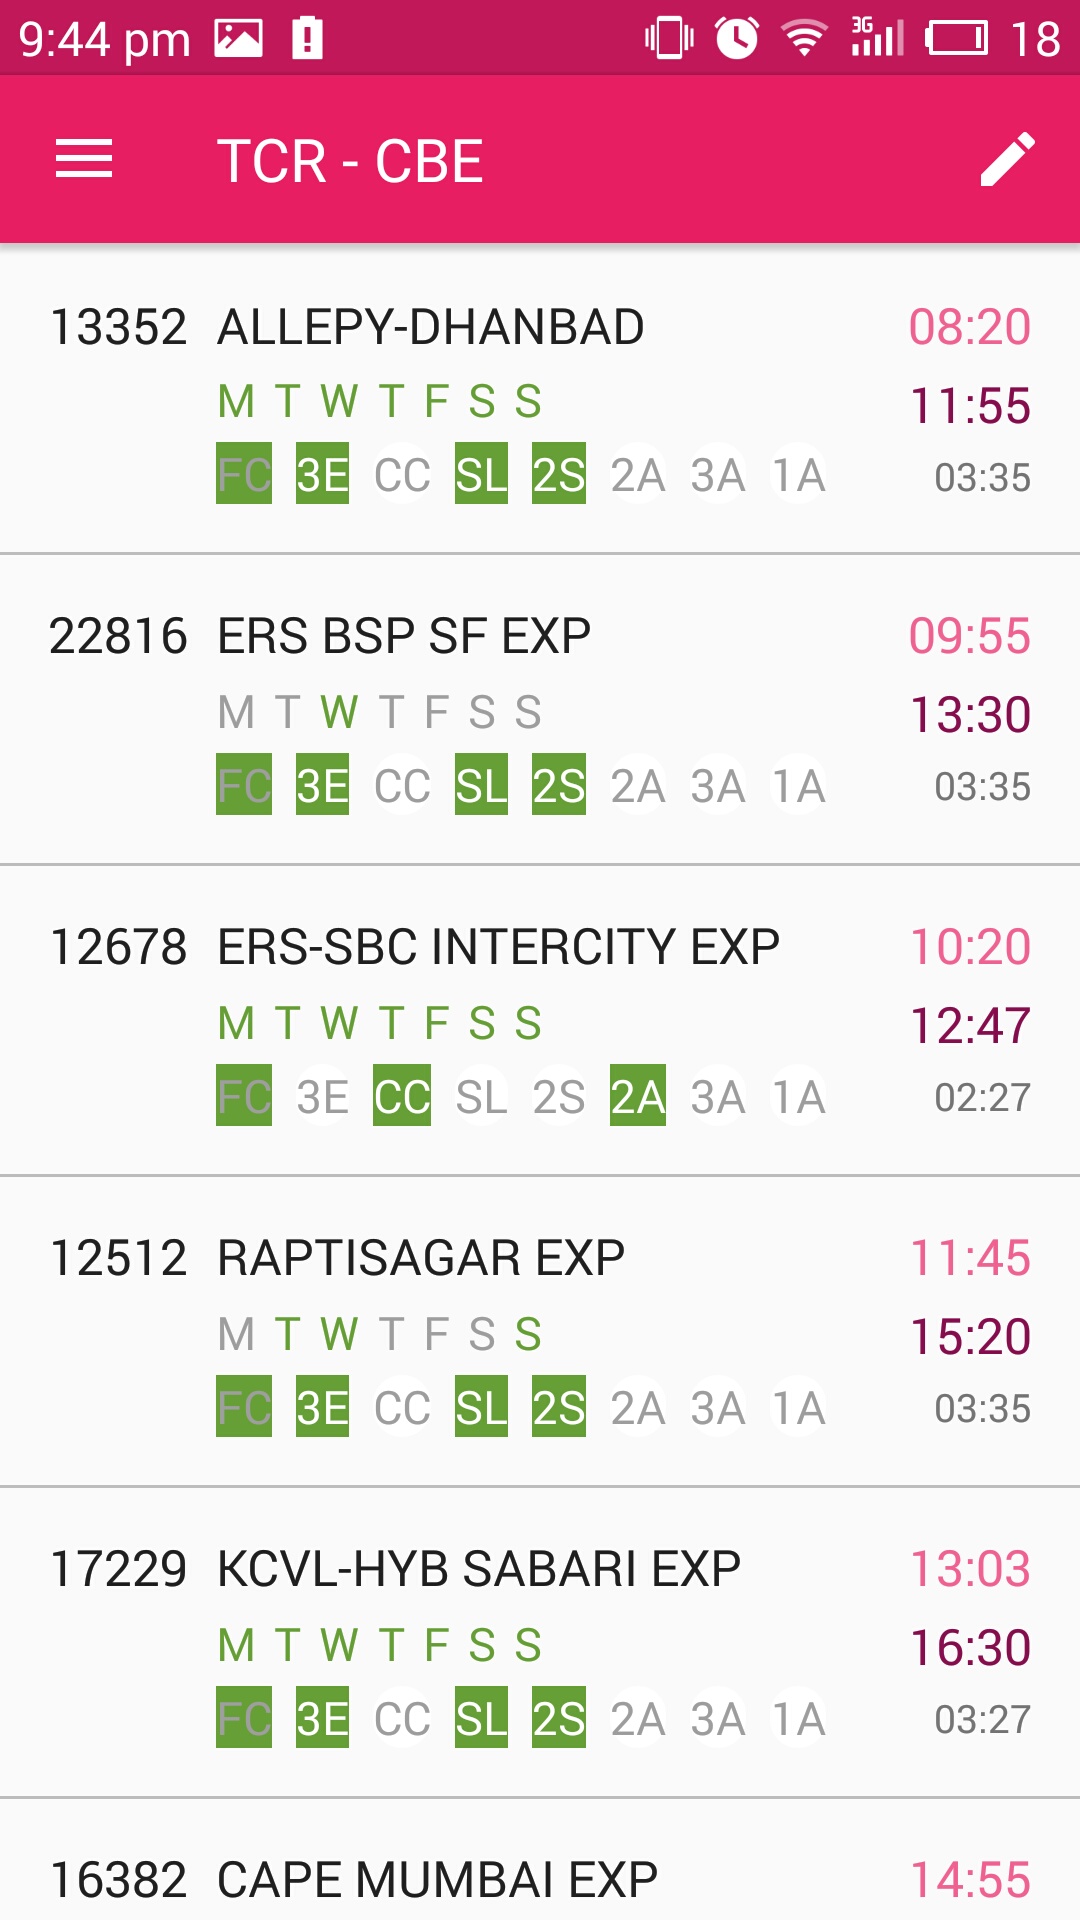 9:44 pm 3G 18
TCR - CBE
13352 ALLEPY-DHANBAD 08:20
M T W T F S S 11:55
FC 3E CC SL 2S 2A 3A 1A 03:35
22816 ERS BSP SF EXP 09:55
M T W T F S S 13:30
FC 3E CC SL 2S 2A 3A 1A 03:35
12678 ERS-SBC INTERCITY EXP 10:20
M T W T F S S 12:47
FC 3E CC SL 2S 2A 3A 1A 02:27
12512 RAPTISAGAR EXP 11:45
M T W T F S S 15:20
FC 3E CC SL 2S 2A 3A 1A 03:35
17229 KCVL-HYB SABARI EXP 13:03
M T W T F S S 16:30
FC 3E CC SL 2S 2A 3A 1A 03:27
16382 CAPE MUMBAI EXP 14:55